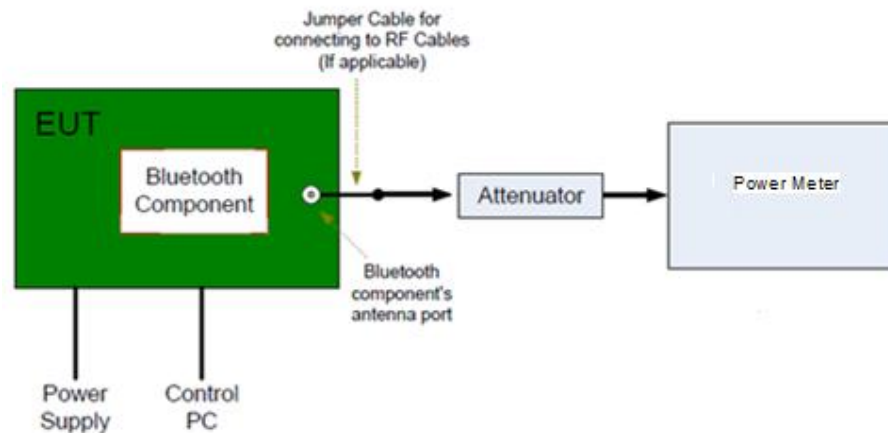 Jumper Cable for
connecting to RF Cables
(If applicable)
EUT
Bluetooth
Component
Attenuator
Power Meter
Bluetooth
component's
antenna port
Power
Supply
Control
PC